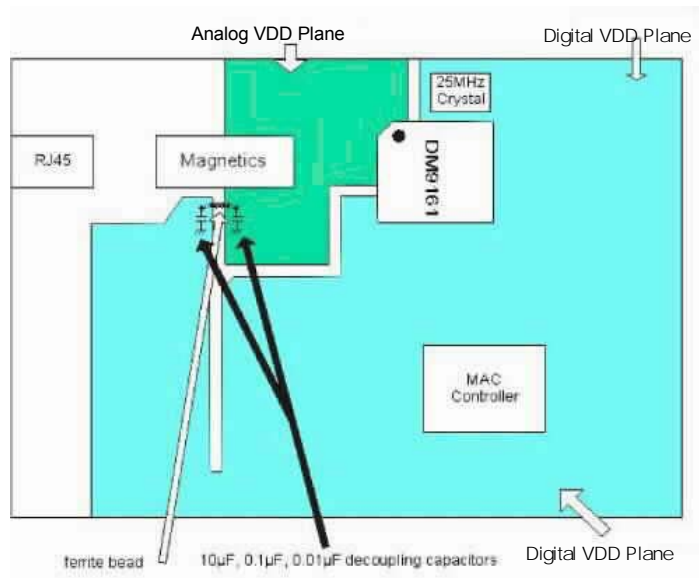 Analog VDD Plane
Digital VDD Plane
25MHz
Crystal
RJ45
Magnetics
DM9161
MAC
Controller
ferrite bead
10µF, 0.1µF, 0.01µF decoupling capacitors
Digital VDD Plane